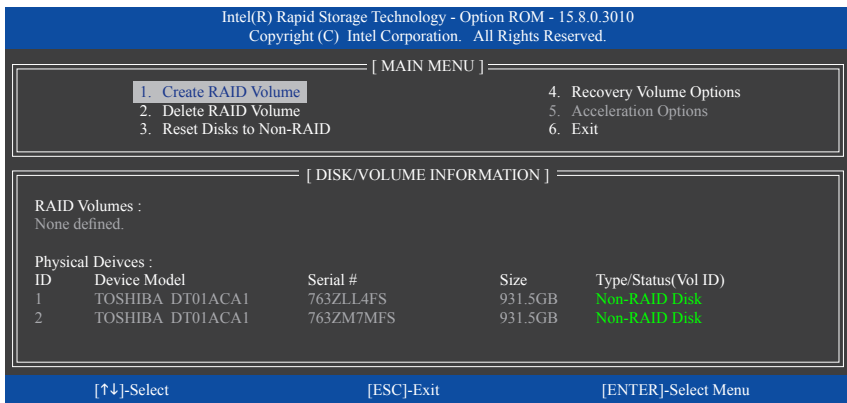 Intel(R) Rapid Storage Technology - Option ROM - 15.8.0.3010
Copyright (C) Intel Corporation. All Rights Reserved.
[ MAIN MENU ]
1. Create RAID Volume
2. Delete RAID Volume
3. Reset Disks to Non-RAID
4. Recovery Volume Options
5. Acceleration Options
6. Exit
[ DISK/VOLUME INFORMATION ]
RAID Volumes :
None defined.
Physical Deivces :
ID Device Model Serial # Size Type/Status(Vol ID)
1 TOSHIBA DT01ACA1 763ZLL4FS 931.5GB Non-RAID Disk
2 TOSHIBA DT01ACA1 763ZM7MFS 931.5GB Non-RAID Disk
[↑↓]-Select [ESC]-Exit [ENTER]-Select Menu